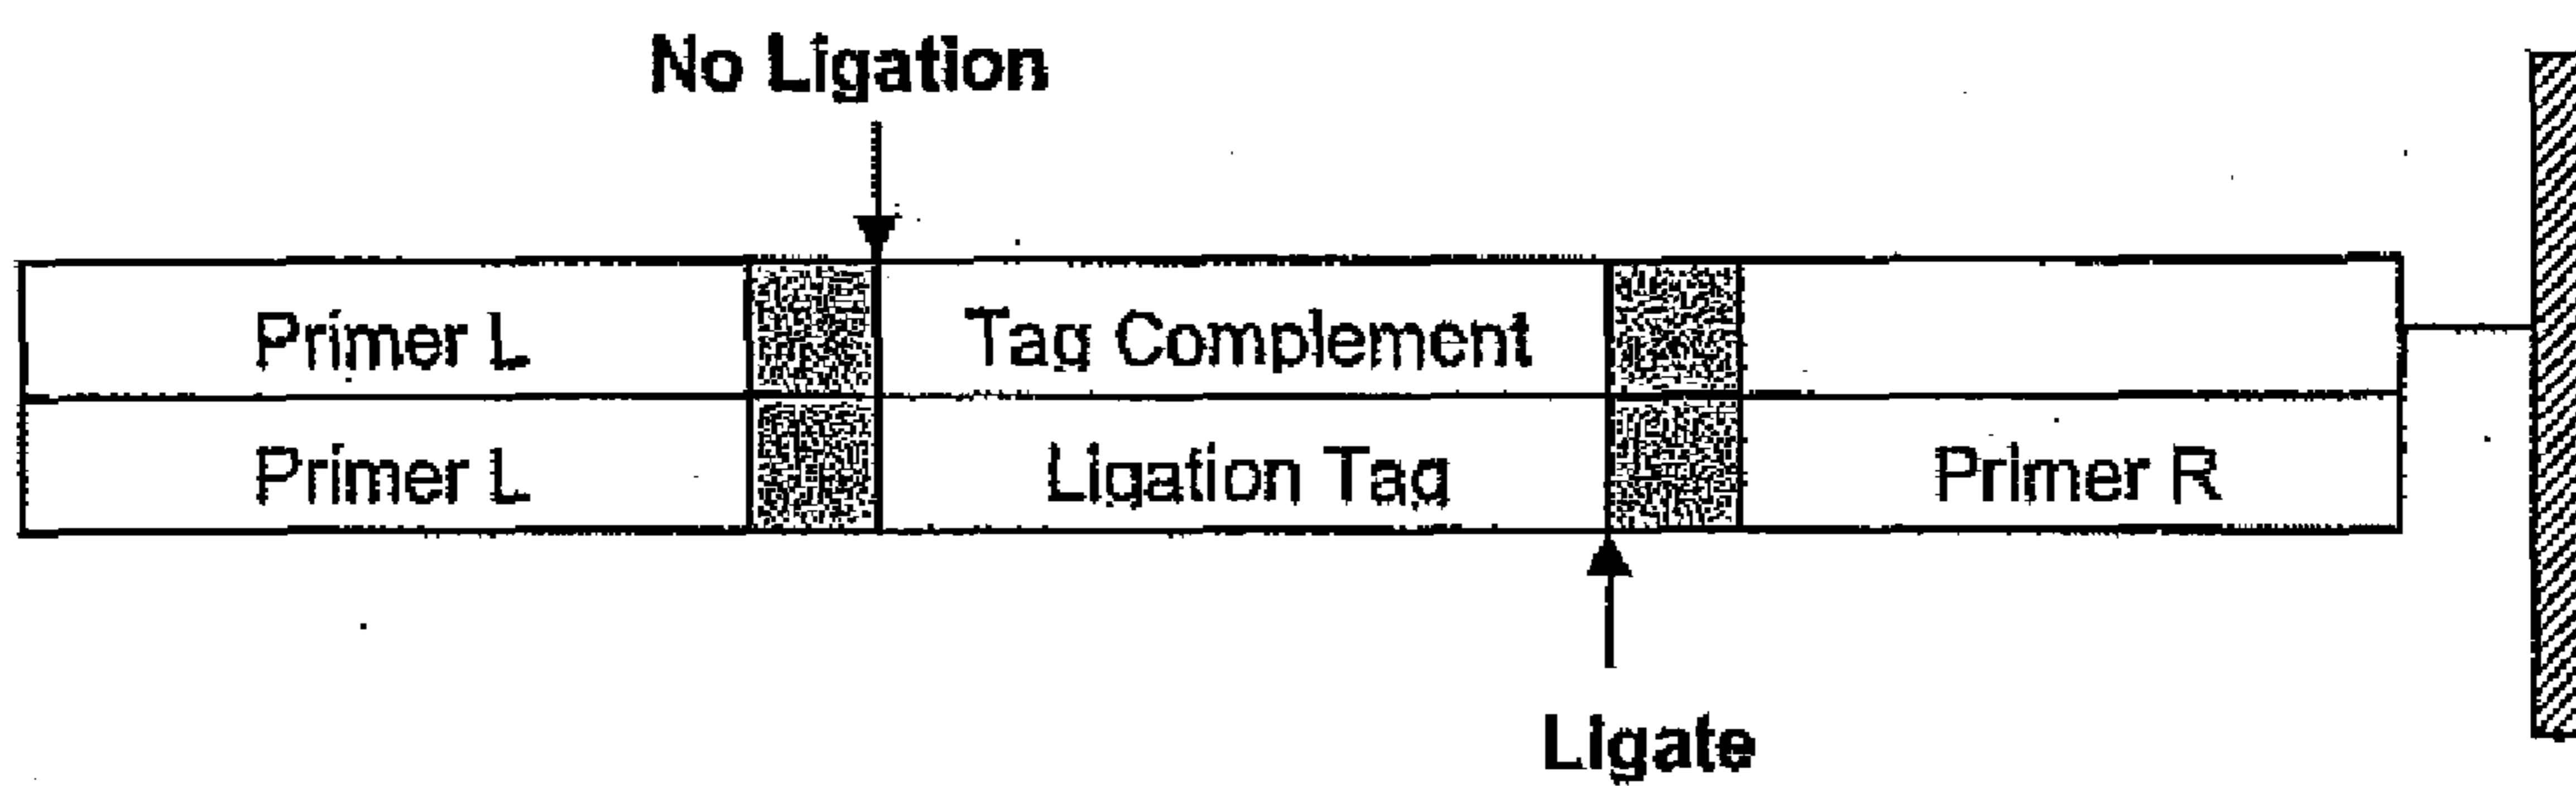 No Ligation
Primer L
Tag Complement
Primer L
Ligation Tag
Primer R
Ligate